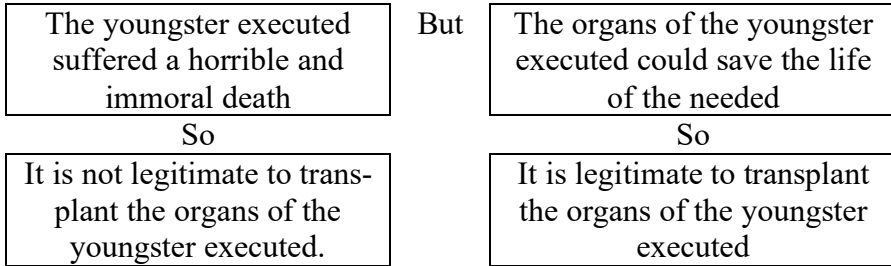 The youngster executed
suffered a horrible and
immoral death
But
The organs of the youngster
executed could save the life
of the needed
So
So
It is not legitimate to trans-
plant the organs of the
youngster executed.
It is legitimate to transplant
the organs of the youngster
executed